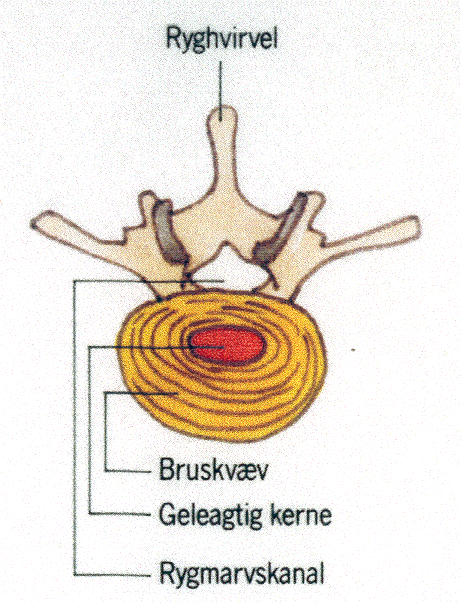 Ryghvirvel
Bruskvæv
Geleagtig kerne
Rygmarvskanal